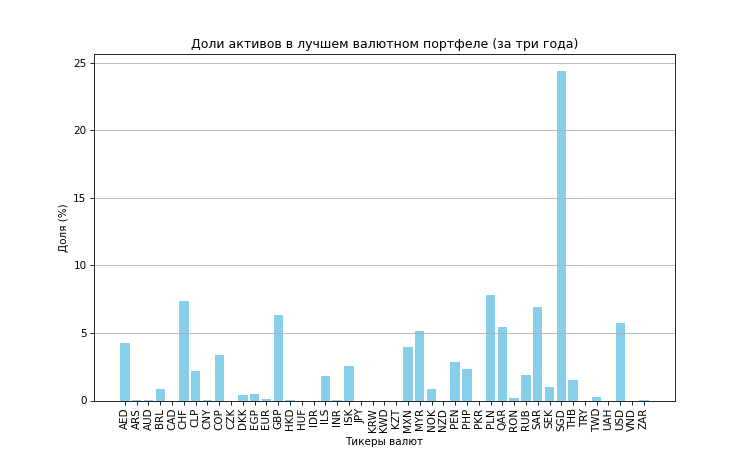 Доли активов в лучшем валютном портфеле (за три года)
Доля (%)
25
20
15
10
5
0
AED ARS AUD BRL CAD CHF CLP CNY COP CZK DKK EGP EUR GBP HKD HUF IDR ILS INR ISK JPY KRW KWD KZT MXN MYR NOK NZD PEN PHP PKR PLN QAR RON RUB SAR SEK SGD THB TRY TWD UAH USD VND ZAR
Тикеры валют